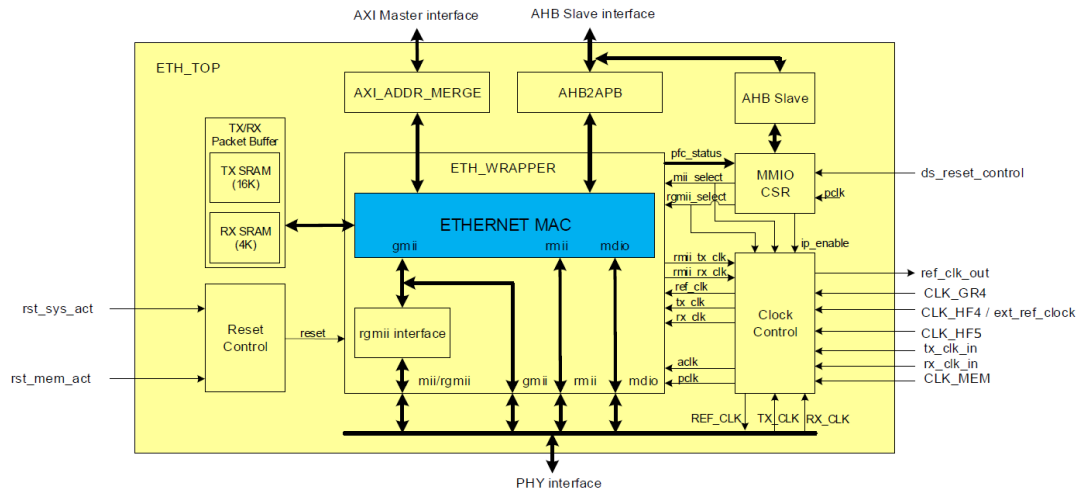 AXI Master interface
AHB Slave interface
ETH_TOP
AXI_ADDR_MERGE
AHB2APB
AHB Slave
TX/RX
Packet Buffer
TX SRAM
(16K)
RX SRAM
(4K)
ETH_WRAPPER
pfc_status
mii_select
rgmii_select
MMIO
CSR
pclk
ds_reset_control
ETHERNET MAC
gmii
rmii
mdio
ip_enable
rmii_tx_clk
rmii_rx_clk
ref_clk
tx_clk
rx_clk
aclk
pclk
Clock
Control
ref_clk_out
CLK_GR4
CLK_HF4 / ext_ref_clock
CLK_HF5
tx_clk_in
rx_clk_in
CLK_MEM
rst_sys_act
Reset
Control
reset
rst_mem_act
rgmii interface
mii/rgmii
gmii
rmii
mdio
REF_CLK
TX_CLK
RX_CLK
PHY interface